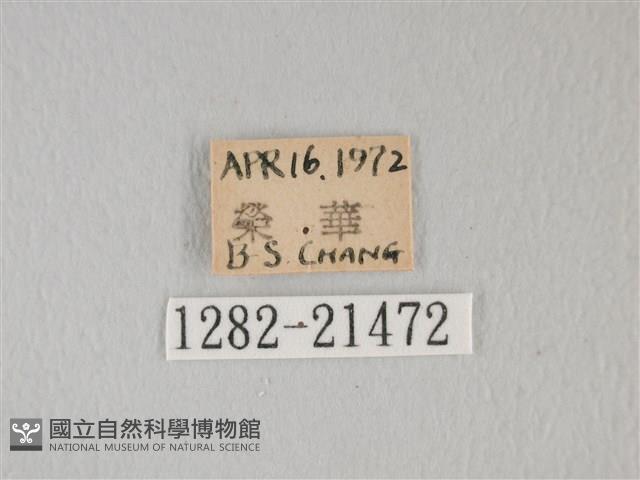 APR 16. 1972
榮 華
B-S. CHANG
1282-21472
國立自然科學博物館
NATIONAL MUSEUM OF NATURAL SCIENCE